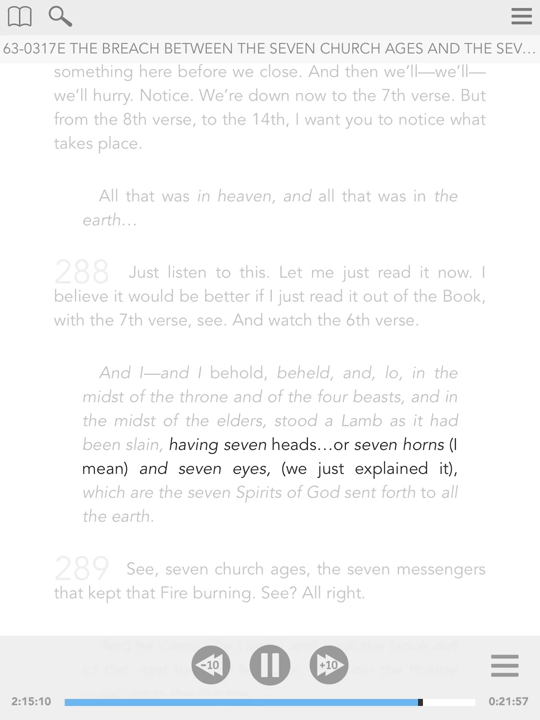 63-0317E THE BREACH BETWEEN THE SEVEN CHURCH AGES AND THE SEV…
something here before we close. And then we'll—we'll—
we'll hurry. Notice. We're down now to the 7th verse. But
from the 8th verse, to the 14th, I want you to notice what
takes place.
All that was in heaven, and all that was in the
earth…
288 Just listen to this. Let me just read it now. I
believe it would be better if I just read it out of the Book,
with the 7th verse, see. And watch the 6th verse.
And I—and I behold, beheld, and, lo, in the
midst of the throne and of the four beasts, and in
the midst of the elders, stood a Lamb as it had
been slain, having seven heads…or seven horns (I
mean) and seven eyes, (we just explained it),
which are the seven Spirits of God sent forth to all
the earth.
289 See, seven church ages, the seven messengers
that kept that Fire burning. See? All right.
-10 +10
2:15:10 0:21:57